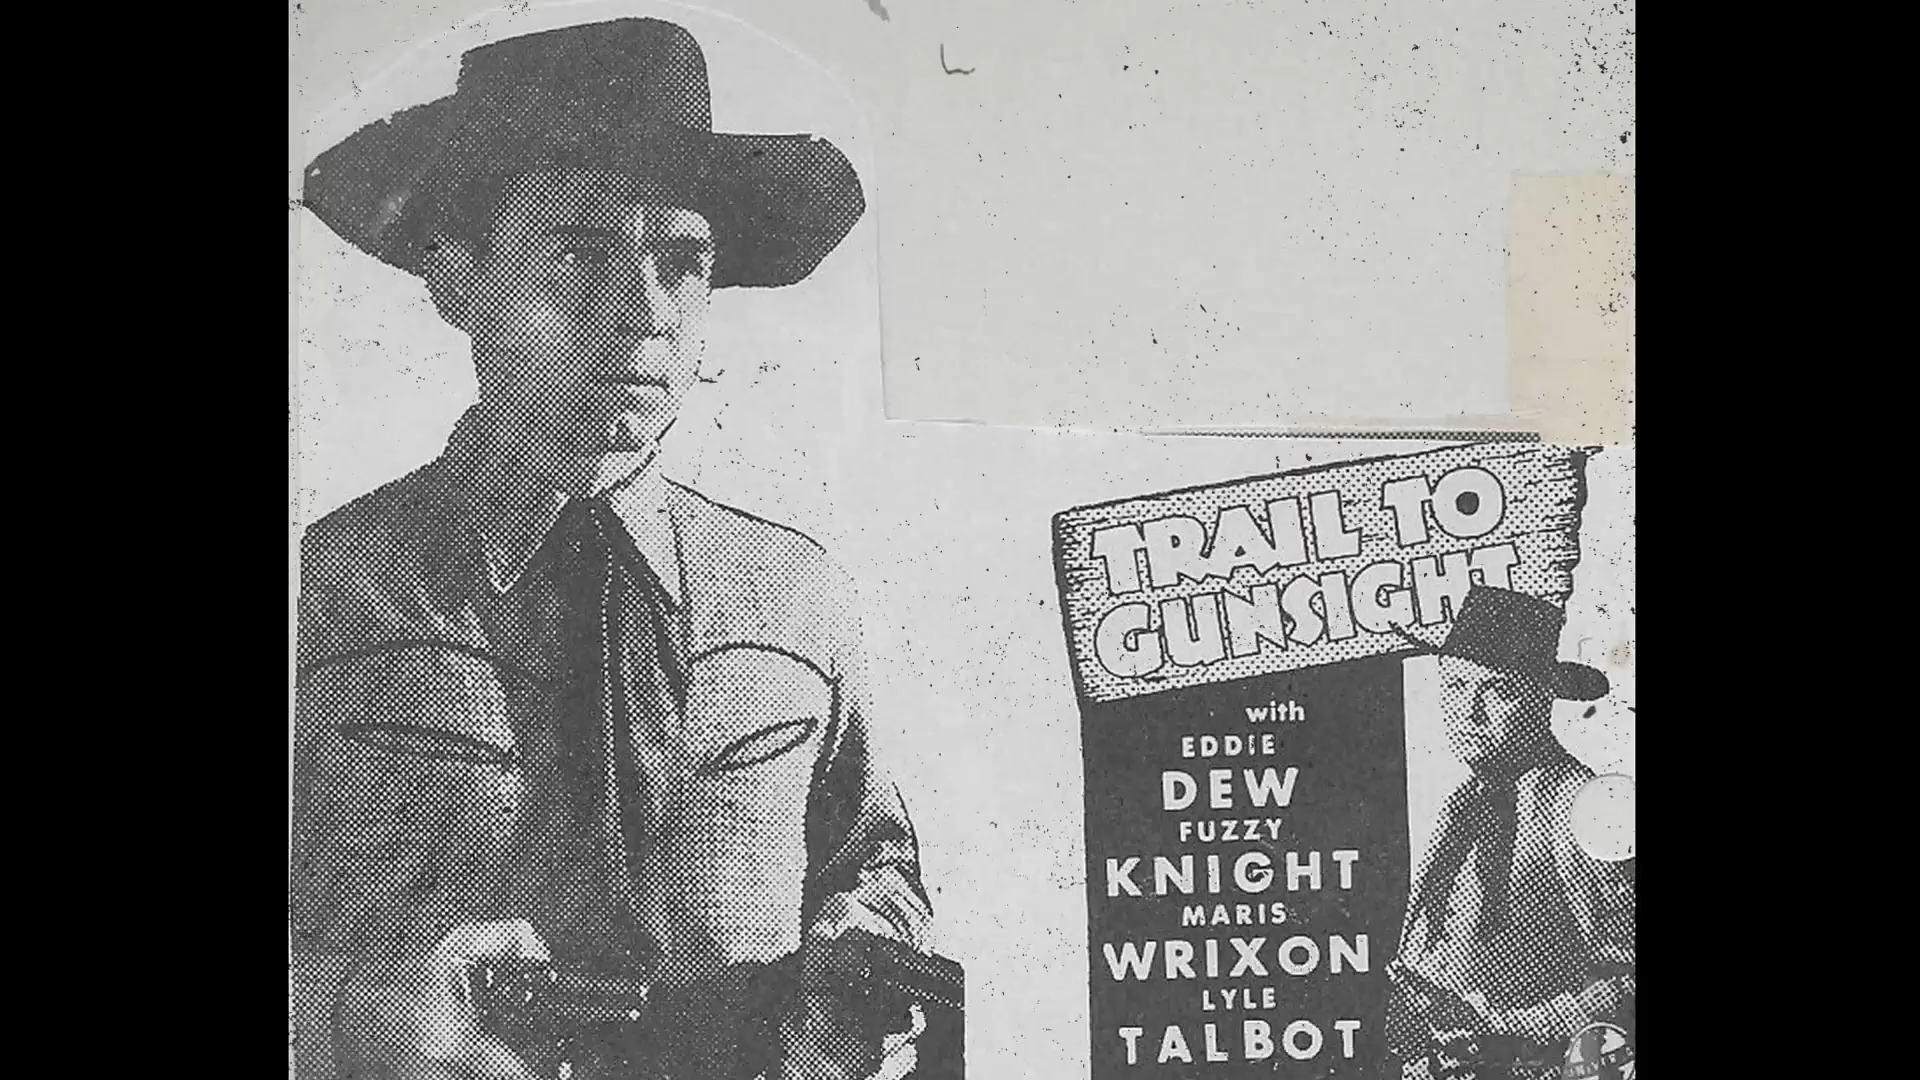 TRAIL TO
GUNSIGHT
with
EDDIE
DEW
FUZZY
KNIGHT
MARIS
WRIXON
LYLE
TALBOT